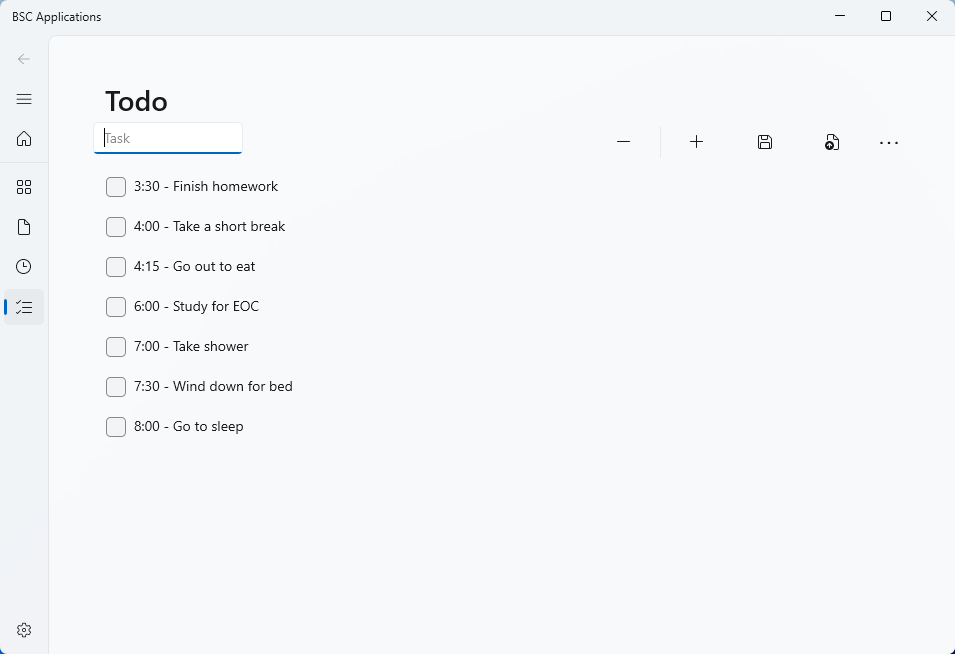 BSC Applications
Todo
Task
3:30 - Finish homework
4:00 - Take a short break
4:15 - Go out to eat
6:00 - Study for EOC
7:00 - Take shower
7:30 - Wind down for bed
8:00 - Go to sleep